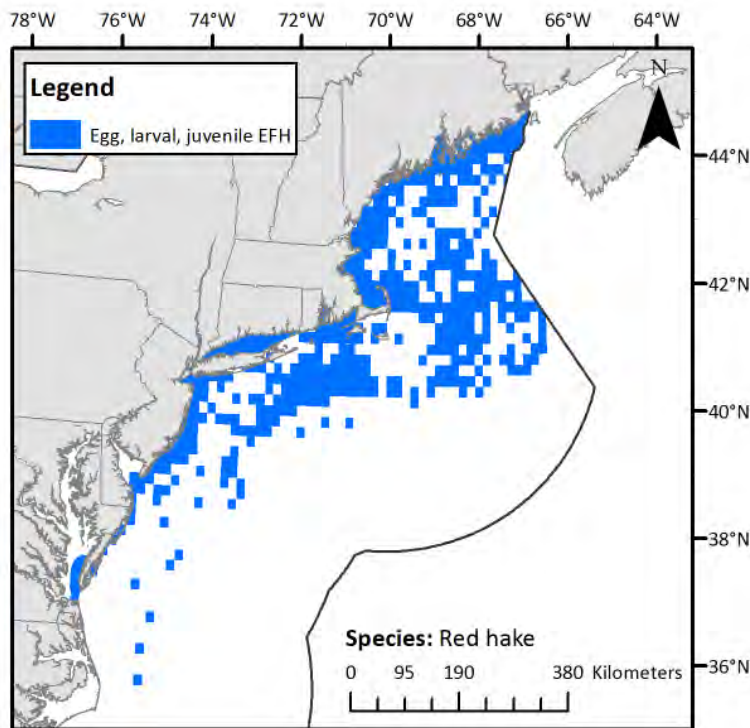 78°W 76°W 74°W 72°W 70°W 68°W 66°W 64°W
Legend
Egg, larval, juvenile EFH
N
44°N
42°N
40°N
38°N
36°N
Species: Red hake
0 95 190 380 Kilometers